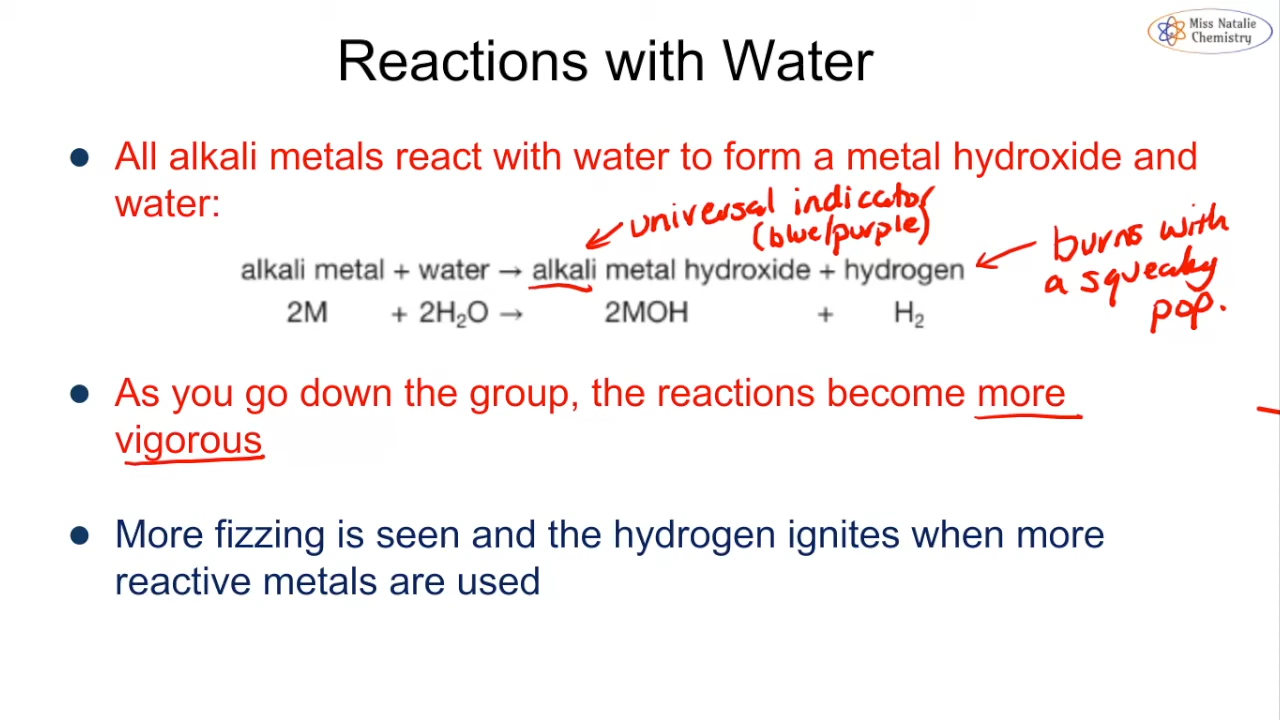 Miss Natalie
Chemistry
Reactions with Water
All alkali metals react with water to form a metal hydroxide and
water:
universal indicator
(blue/purple)
burns with
a squeaky
pop.
alkali metal + water → alkali metal hydroxide + hydrogen
2M + 2H₂O → 2MOH + H₂
As you go down the group, the reactions become more
vigorous
More fizzing is seen and the hydrogen ignites when more
reactive metals are used